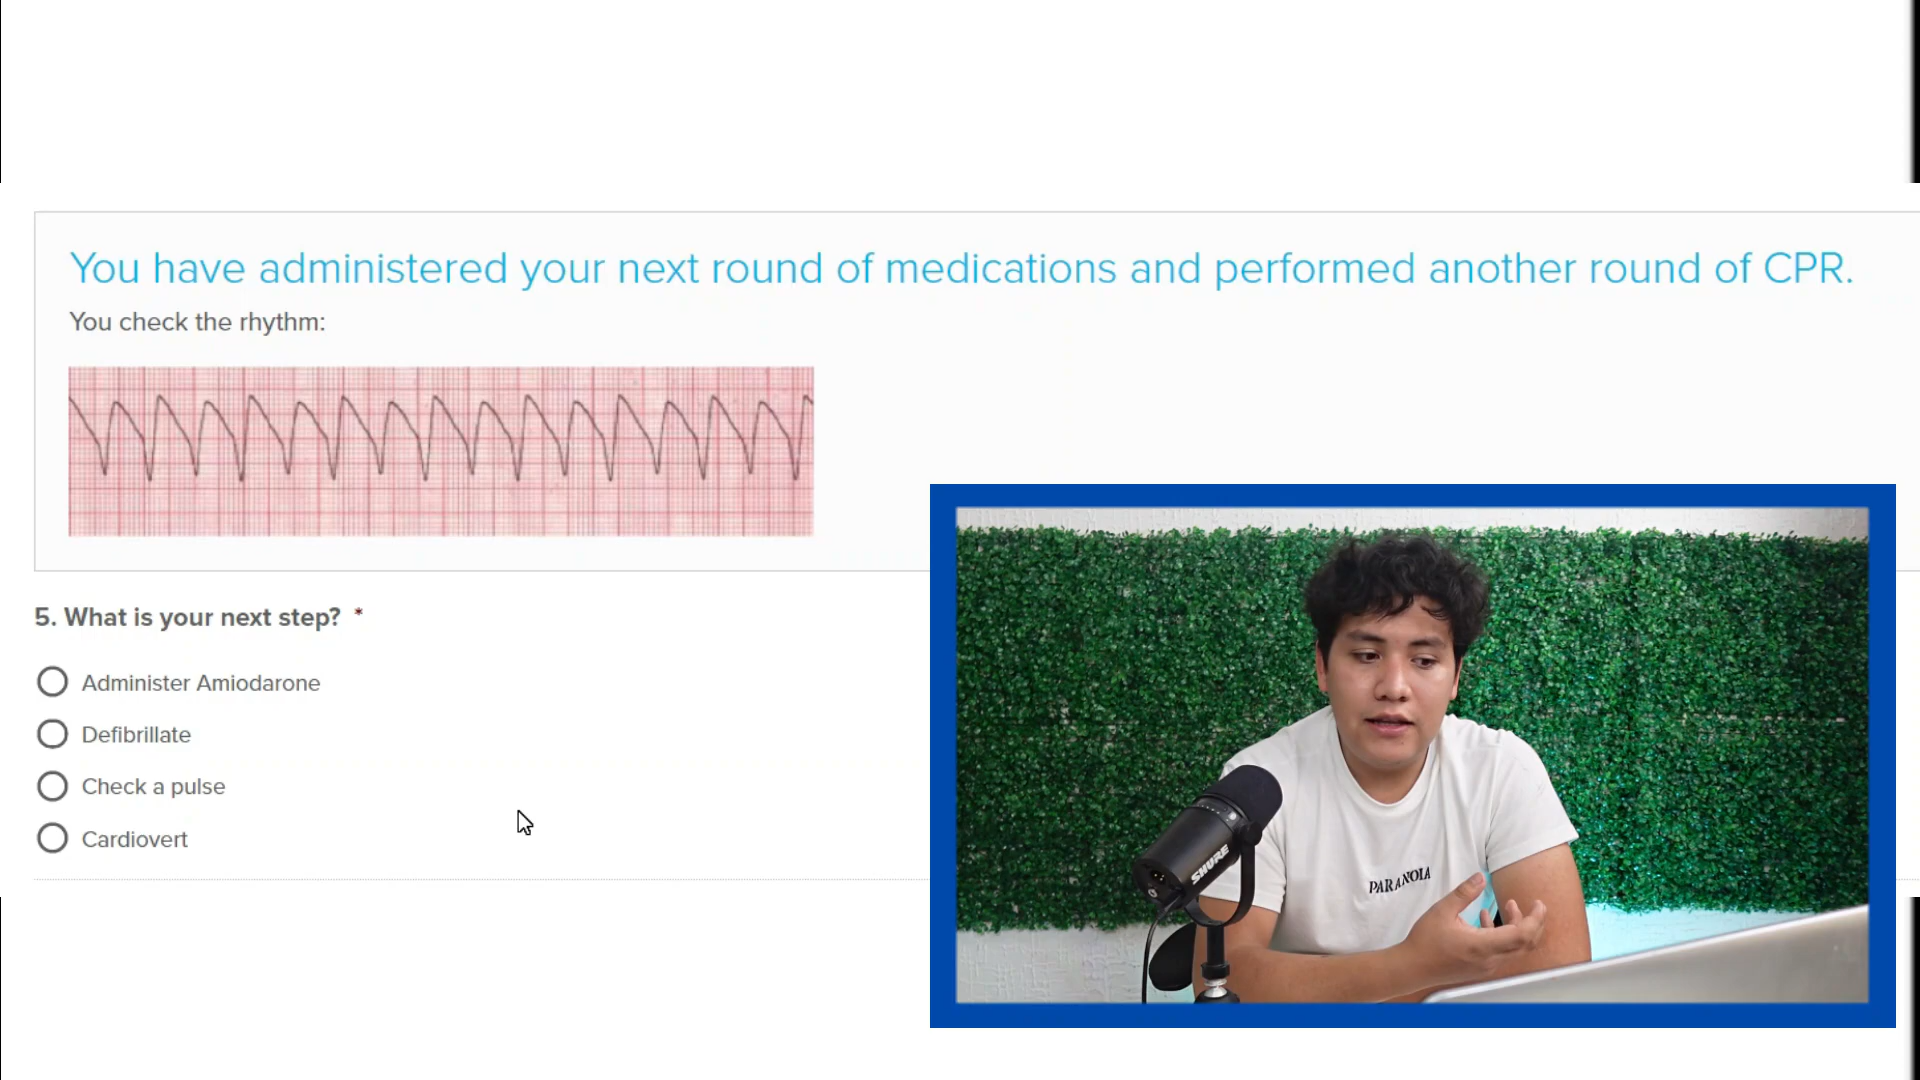 You have administered your next round of medications and performed another round of CPR.
You check the rhythm:
5. What is your next step? *
Administer Amiodarone
Defibrillate
Check a pulse
Cardiovert
SHURE
PARANOIA